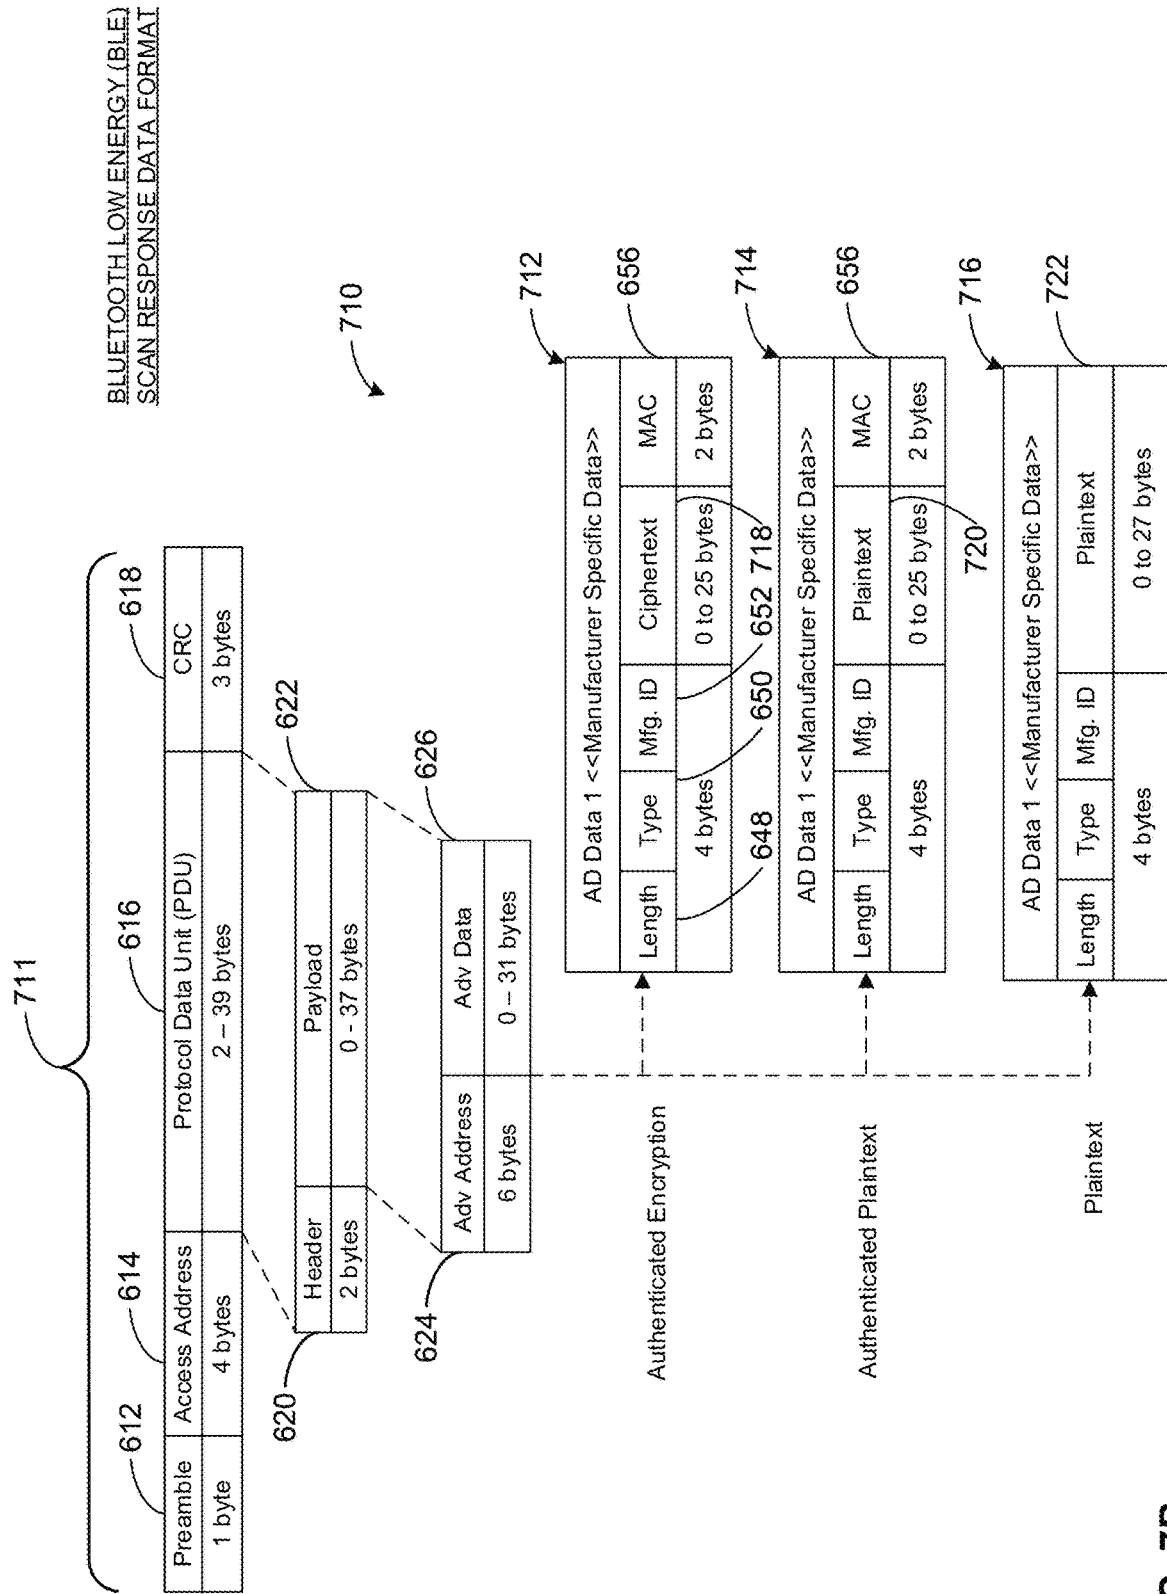 BLUETOOTH LOW ENERGY (BLE)
SCAN RESPONSE DATA FORMAT
711
612
614
616
618
Preamble Access Address Protocol Data Unit (PDU) CRC
1 byte 4 bytes 2 – 39 bytes 3 bytes
620
622
Header Payload
2 bytes 0 - 37 bytes
624
626
Adv Address Adv Data
6 bytes 0 – 31 bytes
710
712
AD Data 1 <<Manufacturer Specific Data>>
Authenticated Encryption
Length Type Mfg. ID Ciphertext MAC
656
4 bytes 0 to 25 bytes 2 bytes
648 650 652 718
714
AD Data 1 <<Manufacturer Specific Data>>
Authenticated Plaintext
Length Type Mfg. ID Plaintext MAC
656
4 bytes 0 to 25 bytes 2 bytes
720
716
AD Data 1 <<Manufacturer Specific Data>>
722
Plaintext
Length Type Mfg. ID Plaintext
4 bytes 0 to 27 bytes